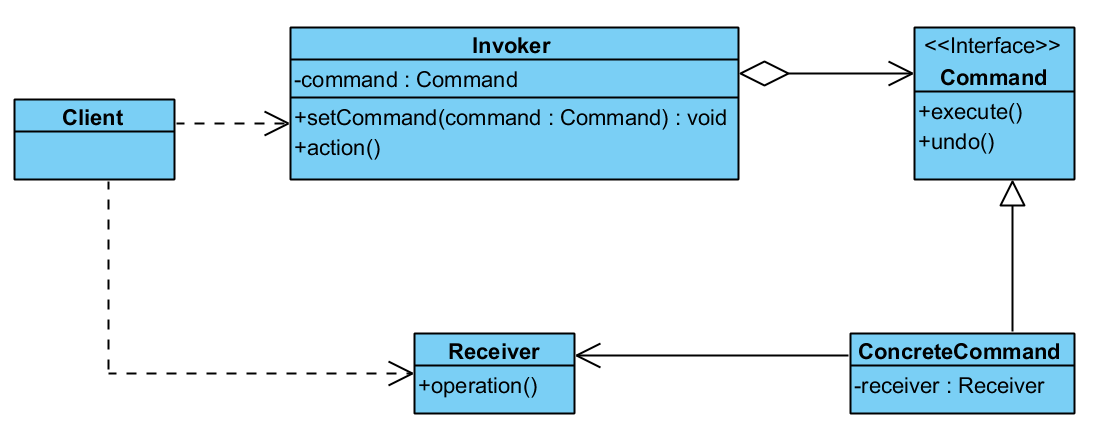 Client
Invoker
-command : Command
+setCommand(command : Command) : void
+action()
<<Interface>>
Command
+execute()
+undo()
Receiver
+operation()
ConcreteCommand
-receiver : Receiver